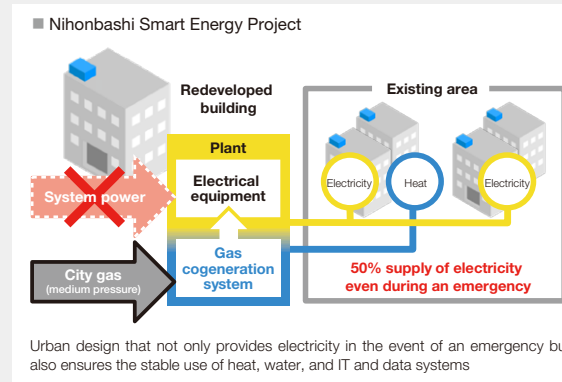 Nihonbashi Smart Energy Project
Redeveloped
building
Existing area
Plant
Electrical
equipment
System power
Electricity
Heat
Electricity
Gas
cogeneration
system
City gas
(medium pressure)
50% supply of electricity
even during an emergency
Urban design that not only provides electricity in the event of an emergency
also ensures the stable use of heat, water, and IT and data systems